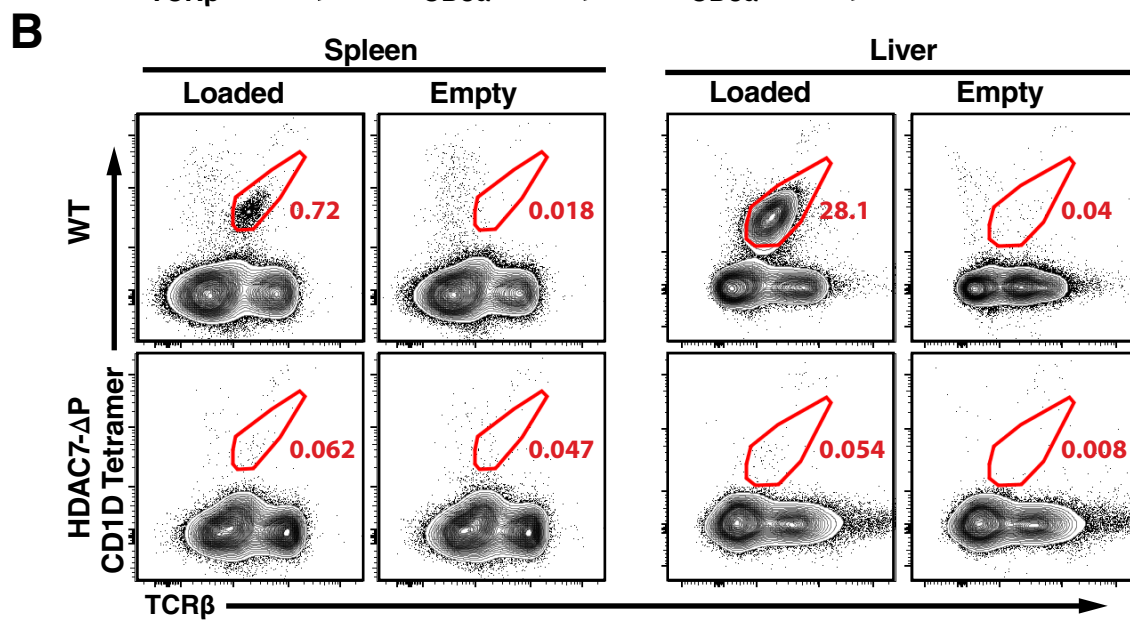 B
Spleen
Liver
Loaded
Empty
Loaded
Empty
WT
0.72
0.018
28.1
0.04
HDAC7-ΔP
CD1D Tetramer
0.062
0.047
0.054
0.008
TCRβ